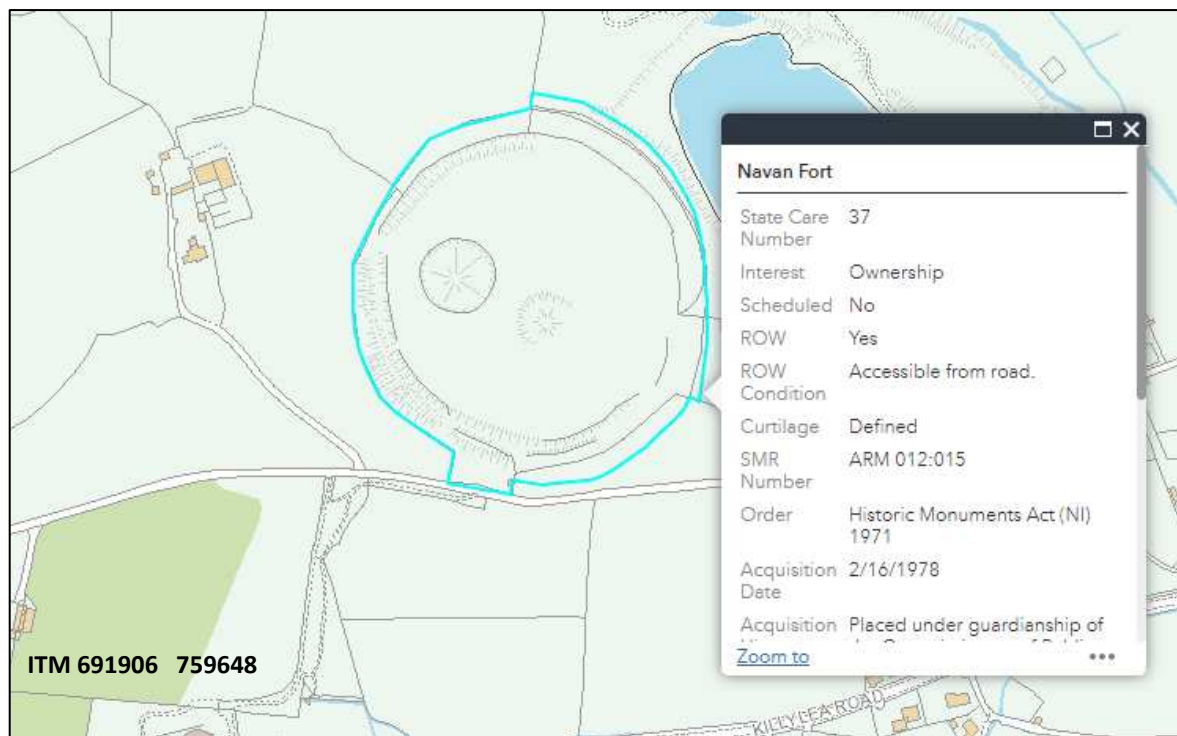 Navan Fort
State Care Number 37
Interest Ownership
Scheduled No
ROW Yes
ROW Condition Accessible from road.
Curtilage Defined
SMR Number ARM 012:015
Order Historic Monuments Act (NI) 1971
Acquisition Date 2/16/1978
Acquisition Placed under guardianship of
Zoom to
ITM 691906 759648
KILLYLEA ROAD